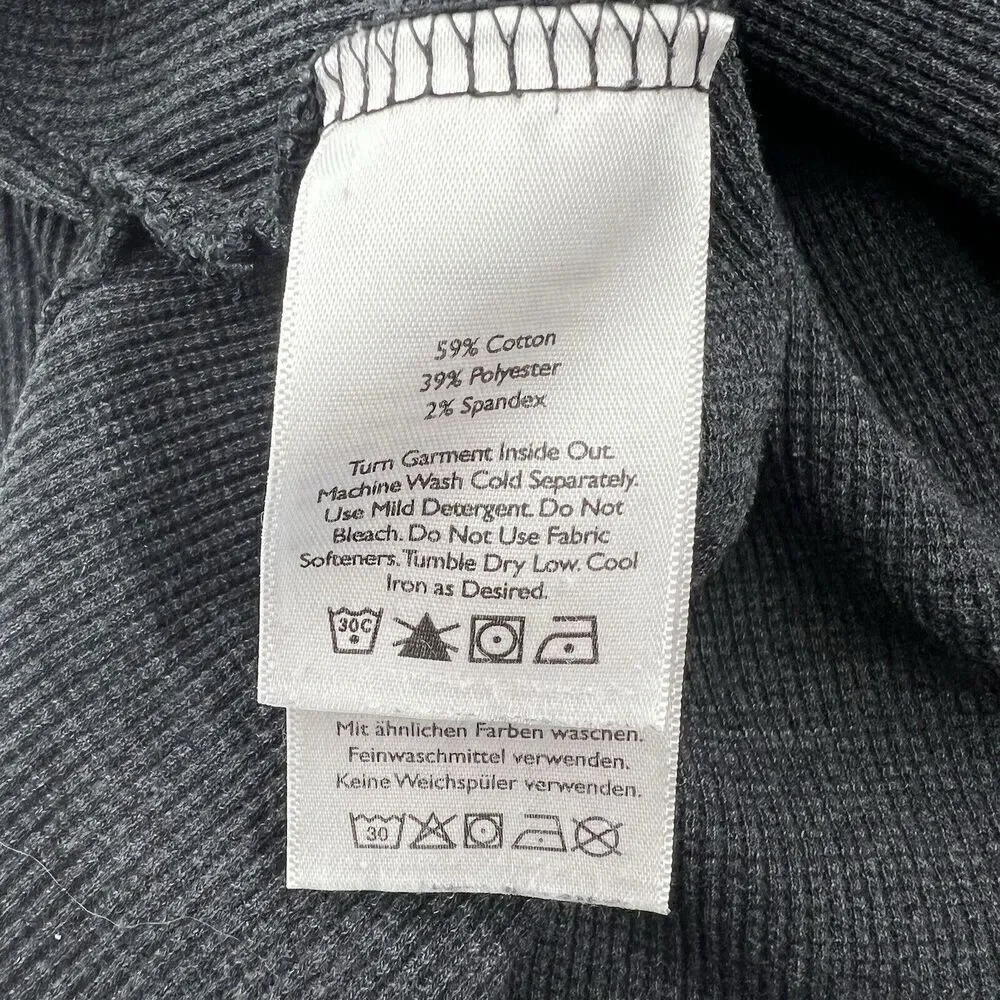 59% Cotton
39% Polyester
2% Spandex
Turn Garment Inside Out.
Machine Wash Cold Separately.
Use Mild Detergent. Do Not
Bleach. Do Not Use Fabric
Softeners. Tumble Dry Low. Cool
Iron as Desired.
30C
Mit ähnlichen Farben waschen.
Feinwaschmittel verwenden.
Keine Weichspüler verwenden.
30